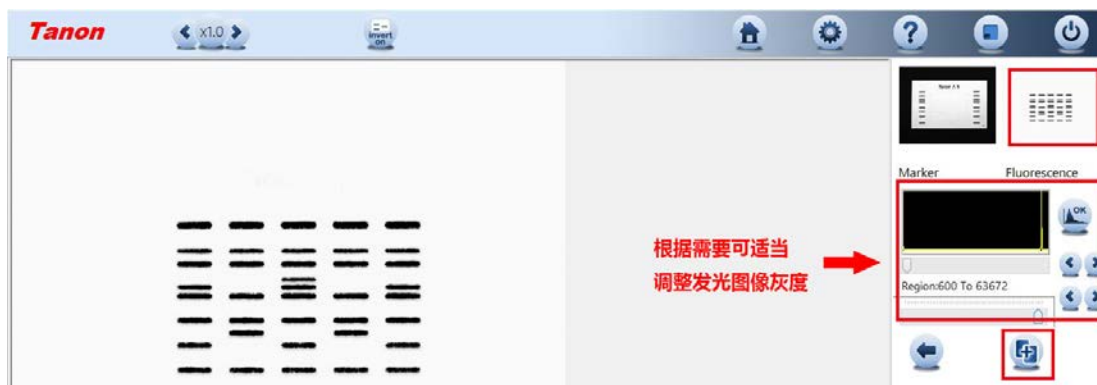 Tanon
x1.0
invert
on
Marker
Fluorescence
OK
根据需要可适当
调整发光图像灰度
Region:600 To 63672